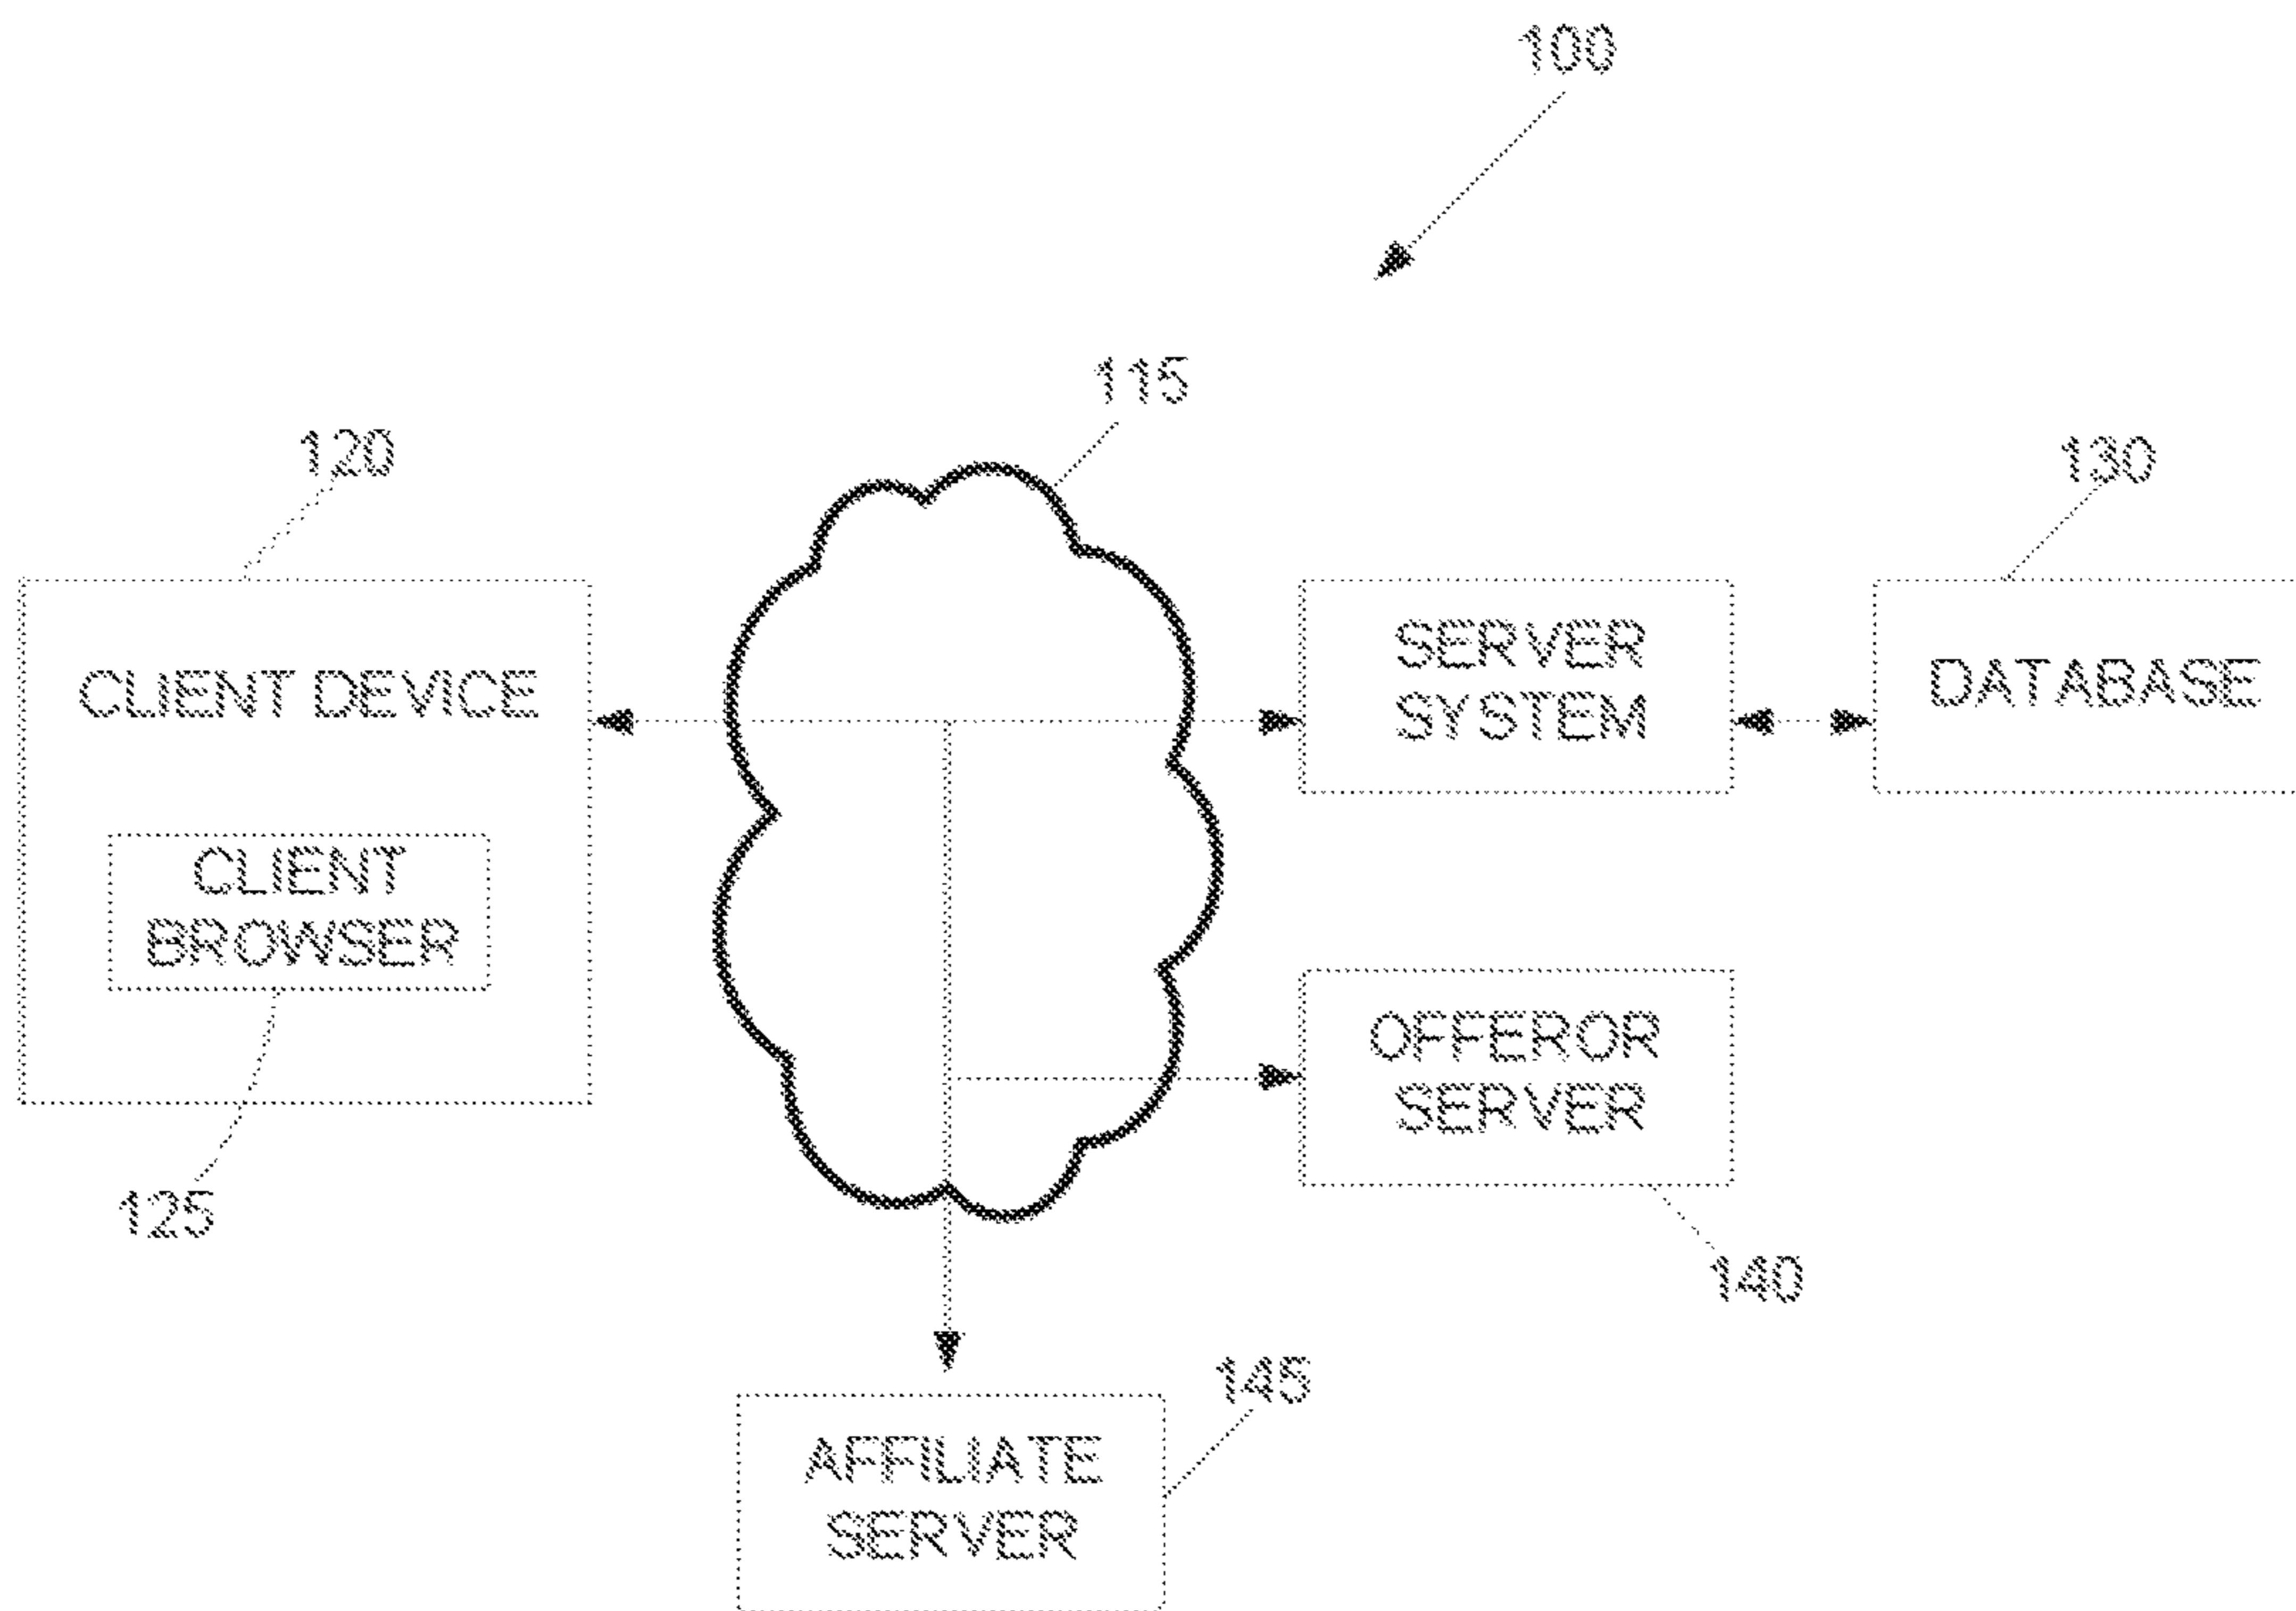 100
115
120
130
CLIENT DEVICE
SERVER
SYSTEM
DATABASE
CLIENT
BROWSER
OFFEROR
SERVER
125
140
145
AFFILIATE
SERVER